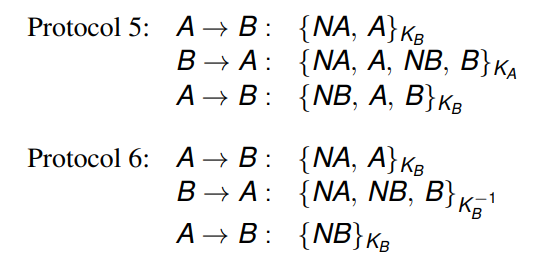 Protocol 5: A → B : {NA, A}K_B
B → A : {NA, A, NB, B}K_A
A → B : {NB, A, B}K_B
Protocol 6: A → B : {NA, A}K_B
B → A : {NA, NB, B}K_B^{-1}
A → B : {NB}K_B